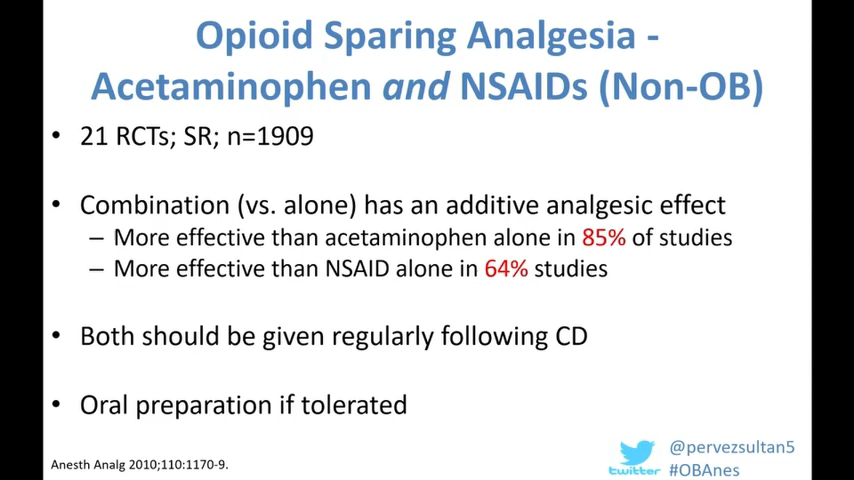 Opioid Sparing Analgesia -
Acetaminophen and NSAIDs (Non-OB)
• 21 RCTs; SR; n=1909
• Combination (vs. alone) has an additive analgesic effect
– More effective than acetaminophen alone in 85% of studies
– More effective than NSAID alone in 64% studies
• Both should be given regularly following CD
• Oral preparation if tolerated
Anesth Analg 2010;110:1170-9.
twitter
@pervezsultan5
#OBAnes